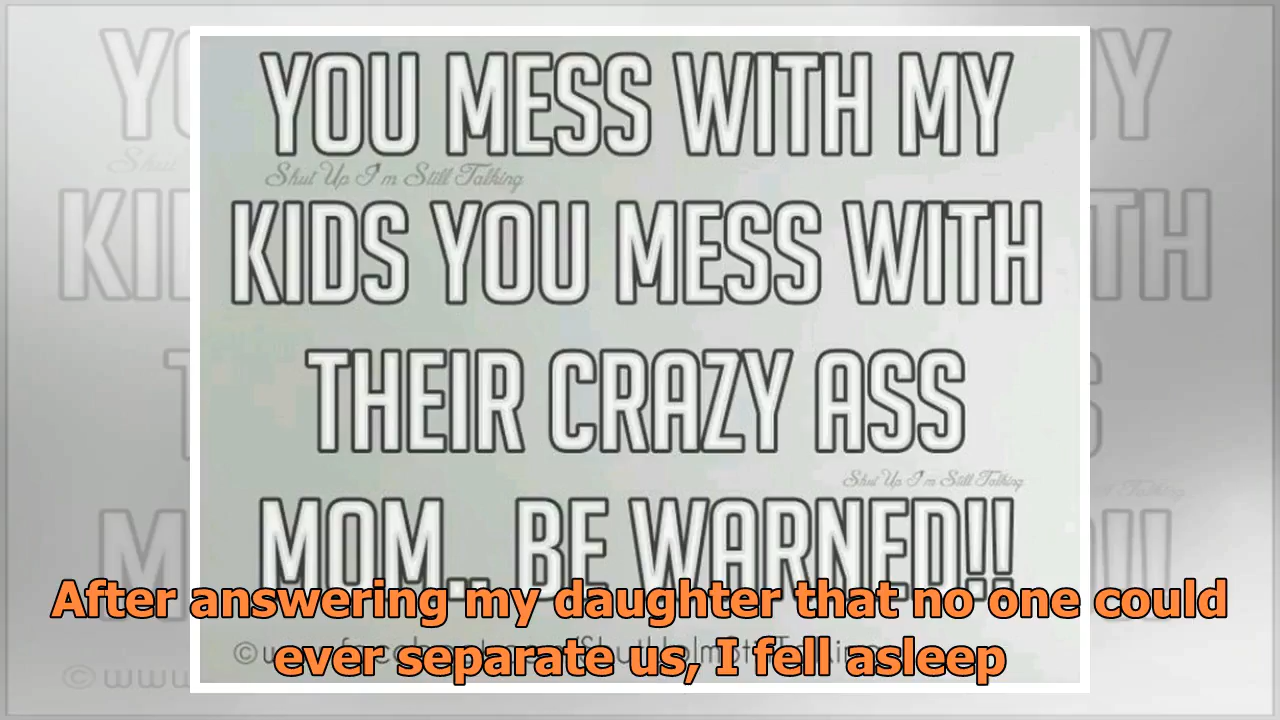 YOU MESS WITH MY
Shut Up I'm Still Talking
KIDS YOU MESS WITH
THEIR CRAZY ASS
Shut Up I'm Still Talking
MOM.. BE WARNED!!
After answering my daughter that no one could
ever separate us, I fell asleep